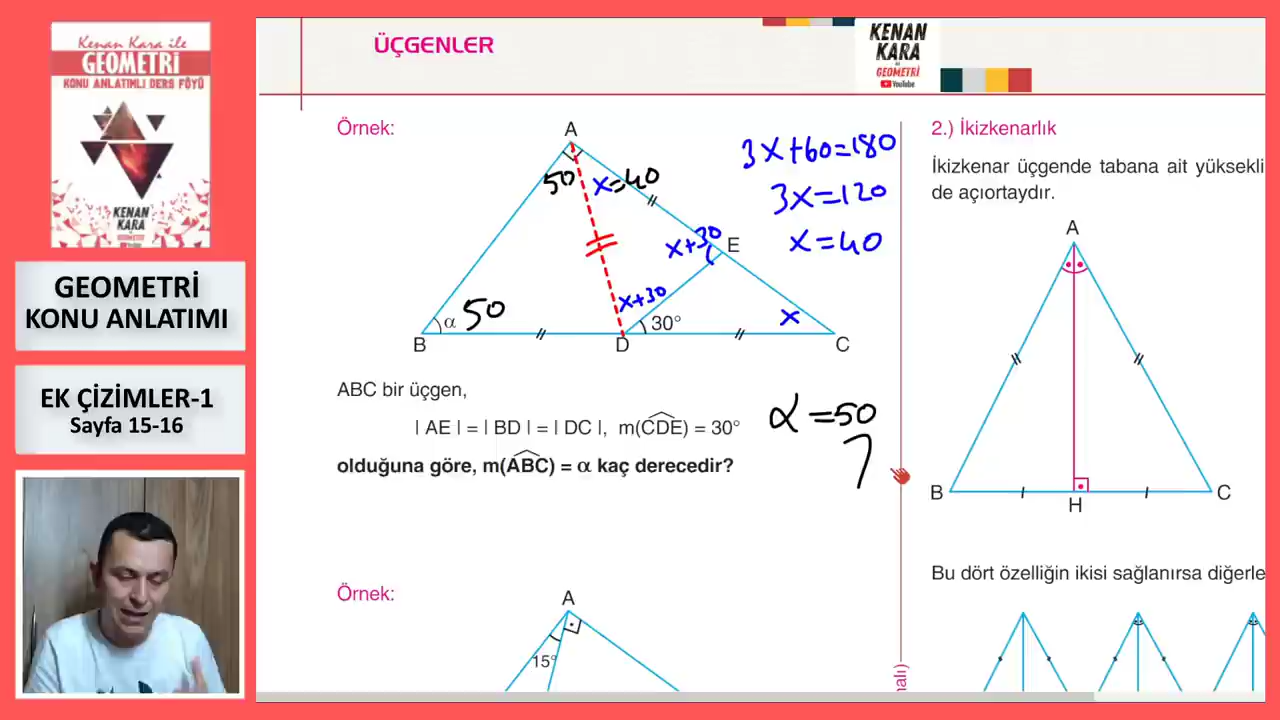 Kenan Kara ile
GEOMETRİ
KONU ANLATIMLI DERS FÖYÜ
KENAN
KARA
GEOMETRİ
KONU ANLATIMI
EK ÇİZİMLER-1
Sayfa 15-16
ÜÇGENLER
KENAN
KARA
ile
GEOMETRİ
YouTube
Örnek:
A
50
x=40
x+30
E
x+30
α 50
30°
x
B
D
C
3x+60=180
3x=120
x=40
ABC bir üçgen,
| AE | = | BD | = | DC |, m(CDE) = 30°
olduğuna göre, m(ABC) = α kaç derecedir?
α=50
Örnek:
A
15°
2.) İkizkenarlık
İkizkenar üçgende tabana ait yüksekli
de açıortaydır.
A
B
H
C
Bu dört özelliğin ikisi sağlanırsa diğerle